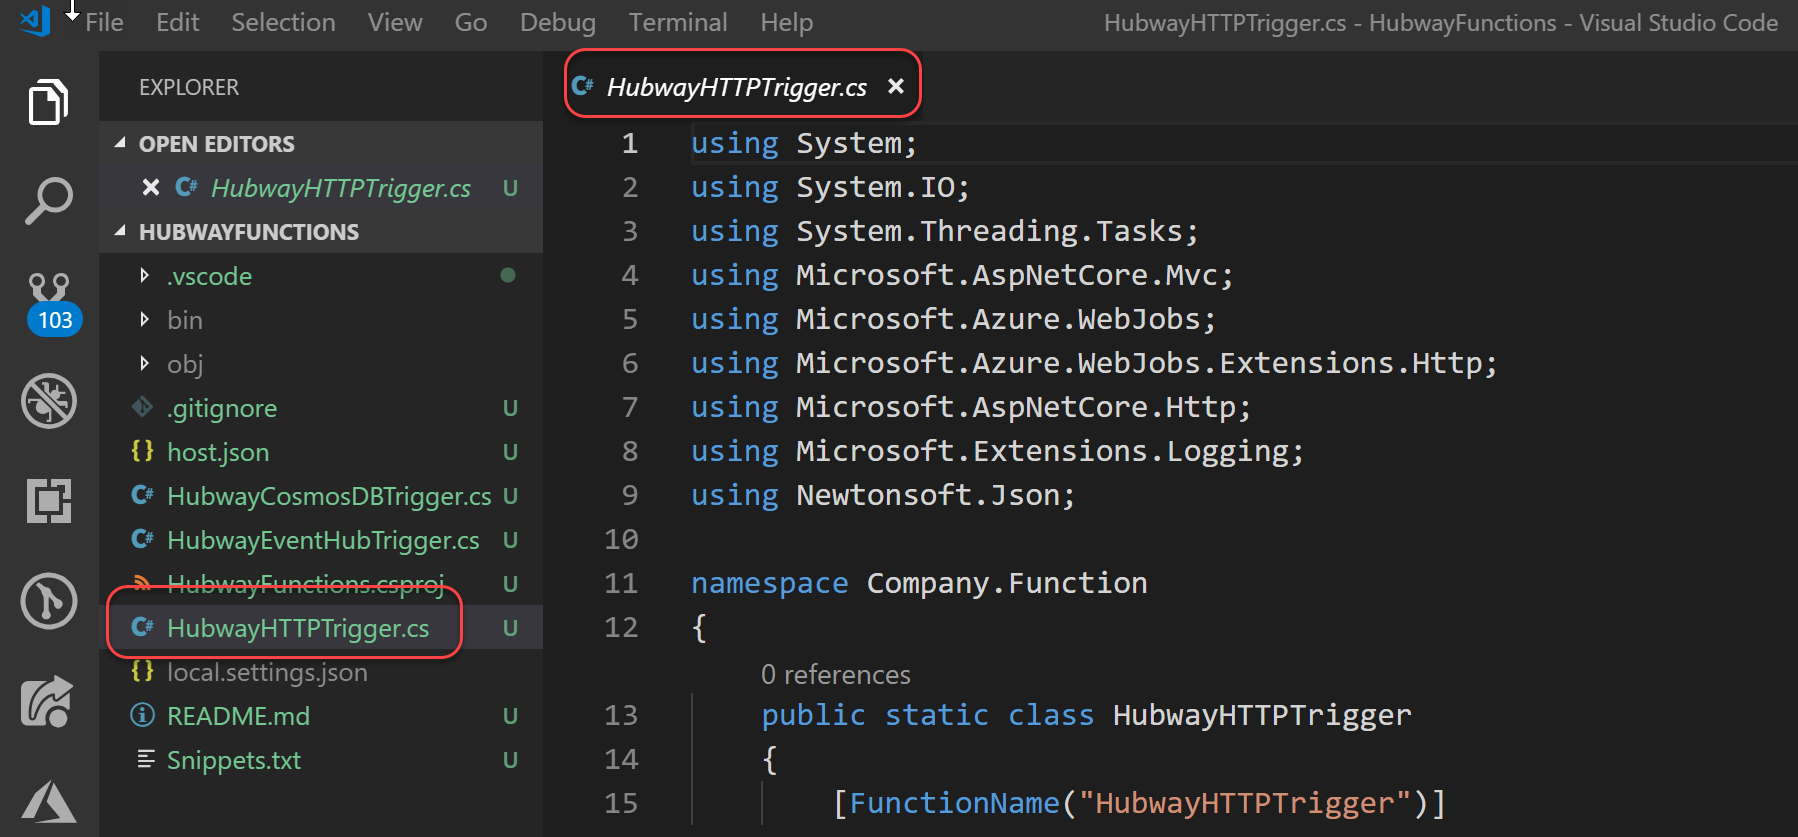 File Edit Selection View Go Debug Terminal Help HubwayHTTPTrigger.cs - HubwayFunctions - Visual Studio Code
EXPLORER
OPEN EDITORS
HubwayHTTPTrigger.cs U
HUBWAYFUNCTIONS
.vscode
bin
obj
.gitignore U
host.json U
HubwayCosmosDBTrigger.cs U
HubwayEventHubTrigger.cs U
HubwayFunctions.csproj U
HubwayHTTPTrigger.cs U
local.settings.json
README.md U
Snippets.txt U
103
C# HubwayHTTPTrigger.cs
1 using System;
2 using System.IO;
3 using System.Threading.Tasks;
4 using Microsoft.AspNetCore.Mvc;
5 using Microsoft.Azure.WebJobs;
6 using Microsoft.Azure.WebJobs.Extensions.Http;
7 using Microsoft.AspNetCore.Http;
8 using Microsoft.Extensions.Logging;
9 using Newtonsoft.Json;
10
11 namespace Company.Function
12 {
0 references
13 public static class HubwayHTTPTrigger
14 {
15 [FunctionName("HubwayHTTPTrigger")]